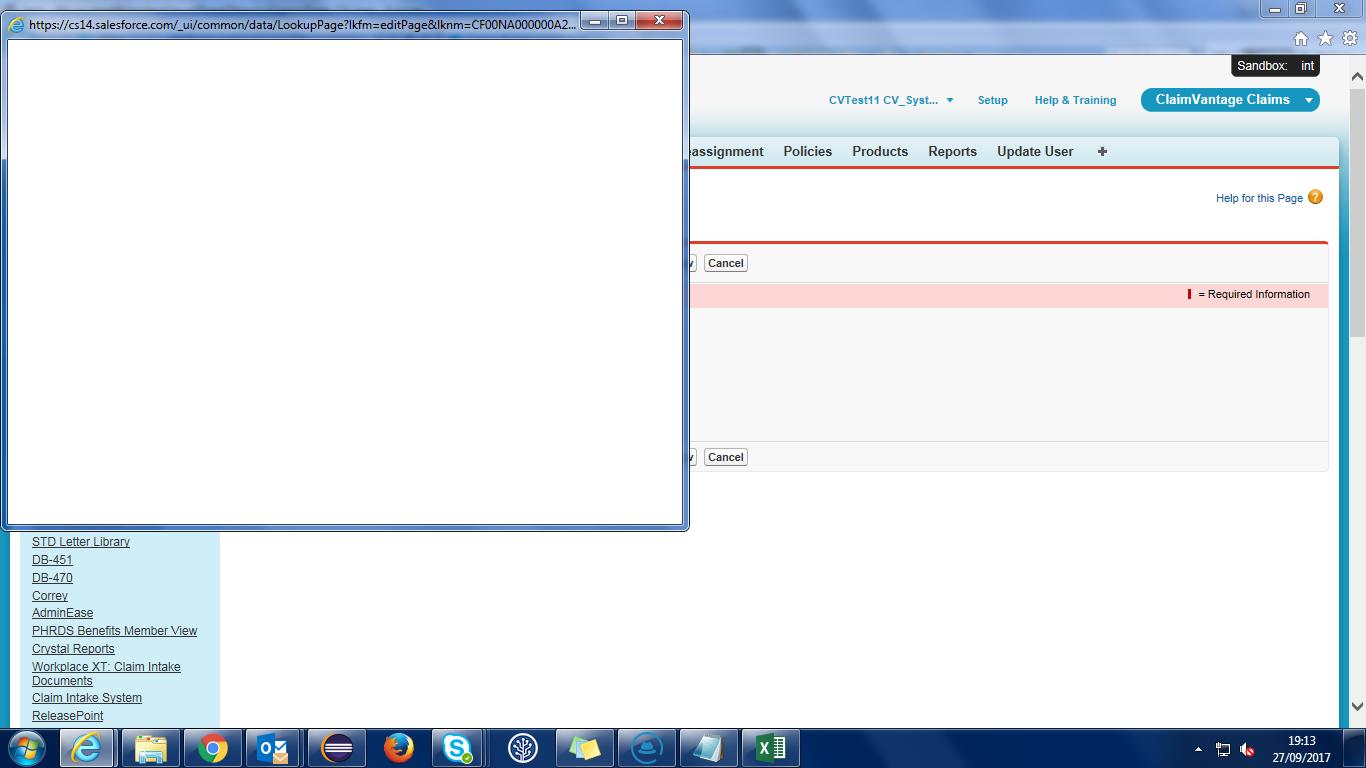 https://cs14.salesforce.com/_ui/common/data/LookupPage?lkfm=editPage&lknm=CF00NA000000A2...
Sandbox: int
CVTest11 CV_Syst... Setup Help & Training ClaimVantage Claims
eassignment Policies Products Reports Update User
Help for this Page ?
Cancel
= Required Information
Cancel
STD Letter Library
DB-451
DB-470
Correy
AdminEase
PHRDS Benefits Member View
Crystal Reports
Workplace XT: Claim Intake
Documents
Claim Intake System
ReleasePoint
19:13
27/09/2017